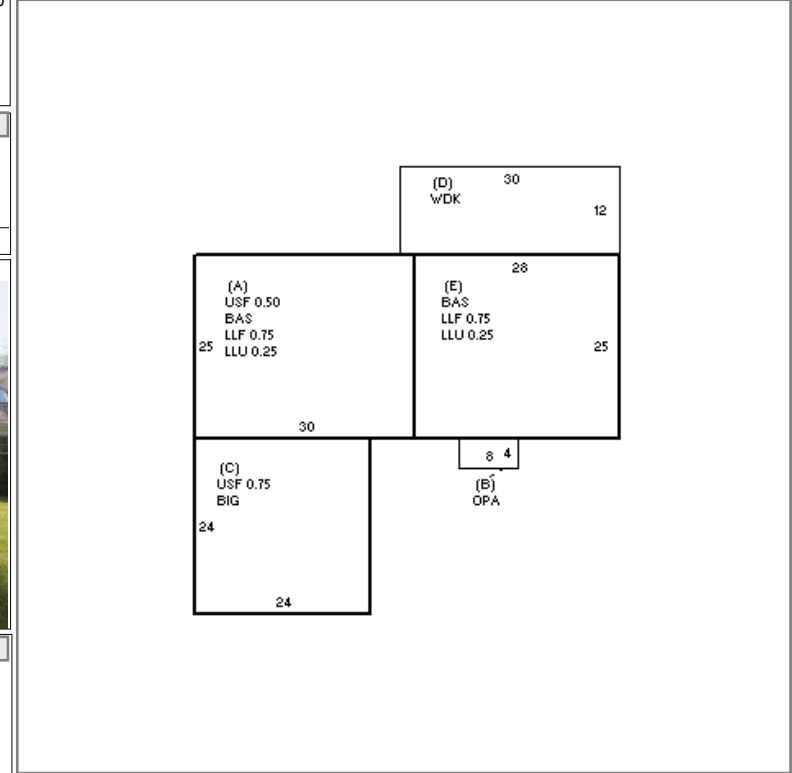 (D)
WDK
30
12
(A)
USF 0.50
BAS
LLF 0.75
LLU 0.25
25
30
28
(E)
BAS
LLF 0.75
LLU 0.25
25
(C)
USF 0.75
BIG
24
24
8 4
(B)
OPA